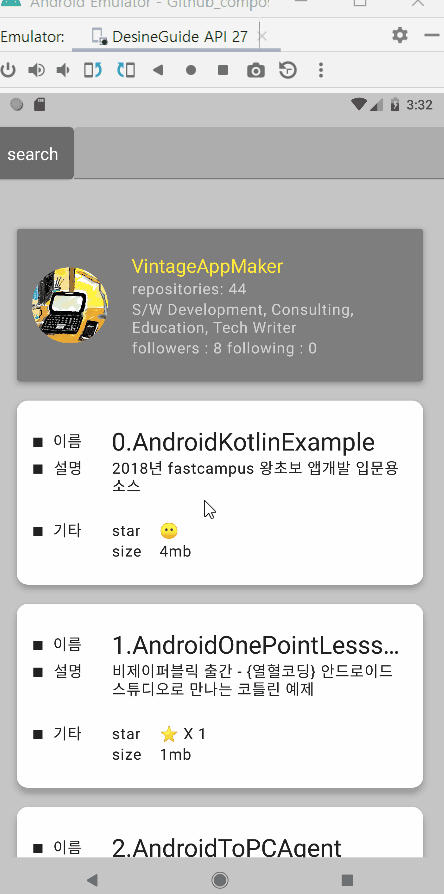 Android Emulator - Github_compos
Emulator:
DesineGuide API 27
3:32
search
VintageAppMaker
repositories: 44
S/W Development, Consulting,
Education, Tech Writer
followers : 8 following : 0
■ 이름 0.AndroidKotlinExample
■ 설명 2018년 fastcampus 왕초보 앱개발 입문용
소스
■ 기타 star 😶
size 4mb
■ 이름 1.AndroidOnePointLesss...
■ 설명 비제이퍼블릭 출간 - {열혈코딩} 안드로이드
스튜디오로 만나는 코틀린 예제
■ 기타 star ⭐ X 1
size 1mb
■ 이름 2.AndroidToPCAgent